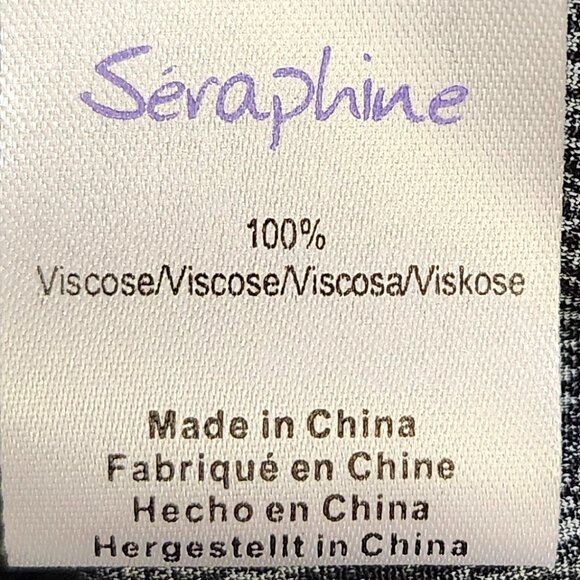 Séraphine
100%
Viscose/Viscose/Viscosa/Viskose
Made in China
Fabriqué en Chine
Hecho en China
Hergestellt in China